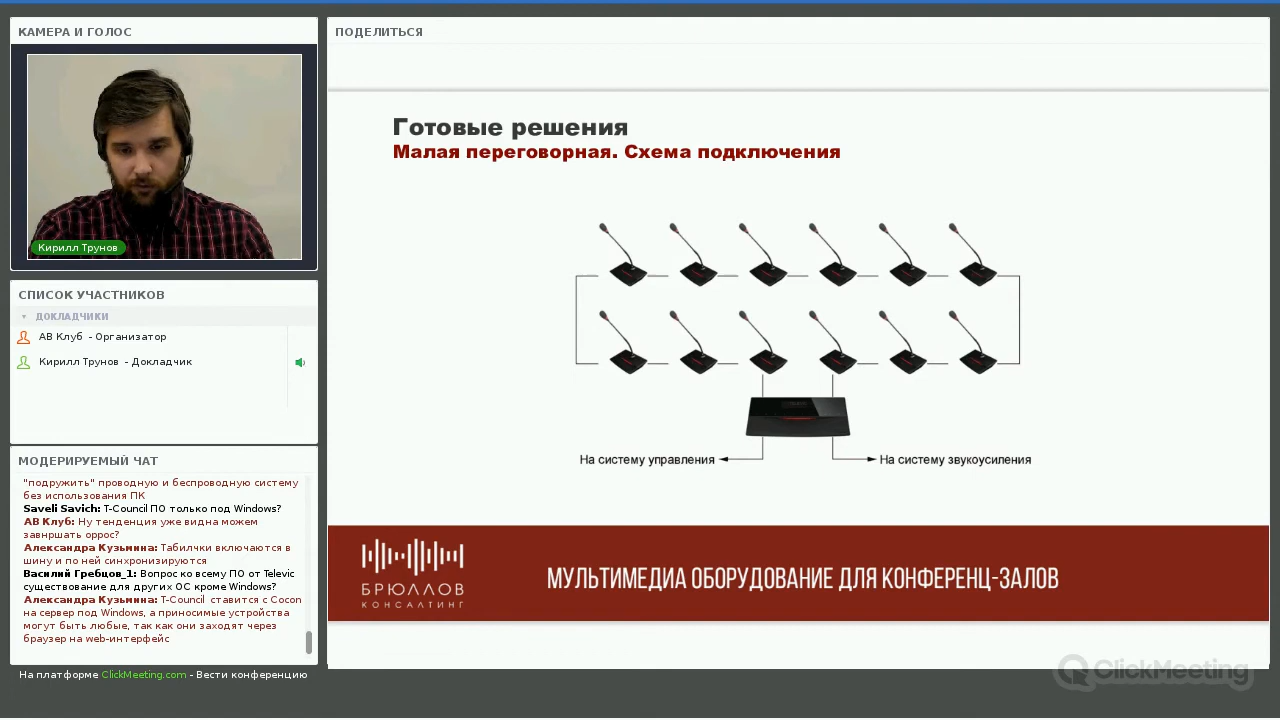 КАМЕРА И ГОЛОС
Кирилл Трунов
СПИСОК УЧАСТНИКОВ
ДОКЛАДЧИКИ
АВ Клуб - Организатор
Кирилл Трунов - Докладчик
МОДЕРИРУЕМЫЙ ЧАТ
"подружить" проводную и беспроводную систему
без использования ПК
Saveli Savich: T-Council ПО только под Windows?
АВ Клуб: Ну тенденция уже видна можем
завнршать оррос?
Александра Кузьмина: Табилчки включаются в
шину и по ней синхронизируются
Василий Гребцов_1: Вопрос ко всему ПО от Televic
существование для других ОС кроме Windows?
Александра Кузьмина: T-Council ставится с Cocon
на сервер под Windows, а приносимые устройства
могут быть любые, так как они заходят через
браузер на web-интерфейс
На платформе ClickMeeting.com - Вести конференцию
ПОДЕЛИТЬСЯ
Готовые решения
Малая переговорная. Схема подключения
На систему управления
На систему звукоусиления
БРЮЛЛОВ
КОНСАЛТИНГ
МУЛЬТИМЕДИА ОБОРУДОВАНИЕ ДЛЯ КОНФЕРЕНЦ-ЗАЛОВ
ClickMeeting